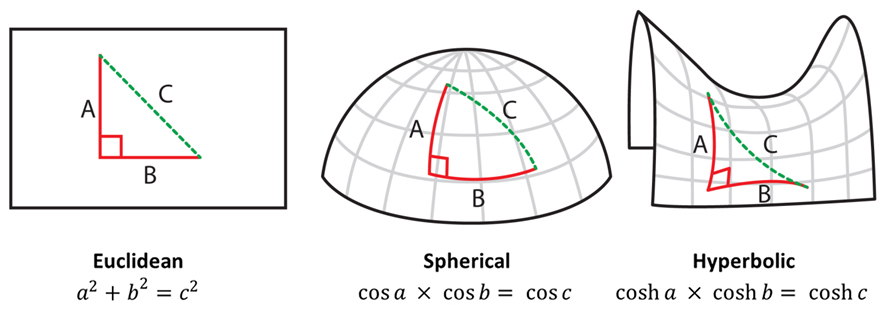 A
C
B
A
C
B
A
C
B
Euclidean
a² + b² = c²
Spherical
cos a × cos b = cos c
Hyperbolic
cosh a × cosh b = cosh c